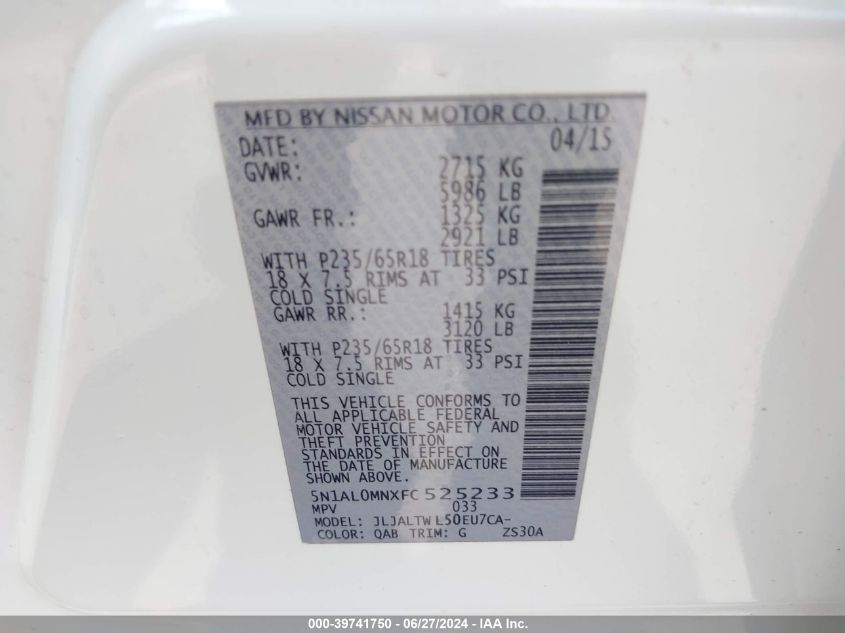 MFD BY NISSAN MOTOR CO., LTD.
DATE: 04/15
GVWR: 2715 KG
5986 LB
GAWR FR.: 1325 KG
2921 LB
WITH P235/65R18 TIRES
18 X 7.5 RIMS AT 33 PSI
COLD SINGLE
GAWR RR.: 1415 KG
3120 LB
WITH P235/65R18 TIRES
18 X 7.5 RIMS AT 33 PSI
COLD SINGLE
THIS VEHICLE CONFORMS TO
ALL APPLICABLE FEDERAL
MOTOR VEHICLE SAFETY AND
THEFT PREVENTION
STANDARDS IN EFFECT ON
THE DATE OF MANUFACTURE
SHOWN ABOVE.
5N1AL0MNXFC525233
MPV 033
MODEL: JLJALTWL50EU7CA-
COLOR: QAB TRIM: G ZS30A
000-39741750 - 06/27/2024 - IAA Inc.